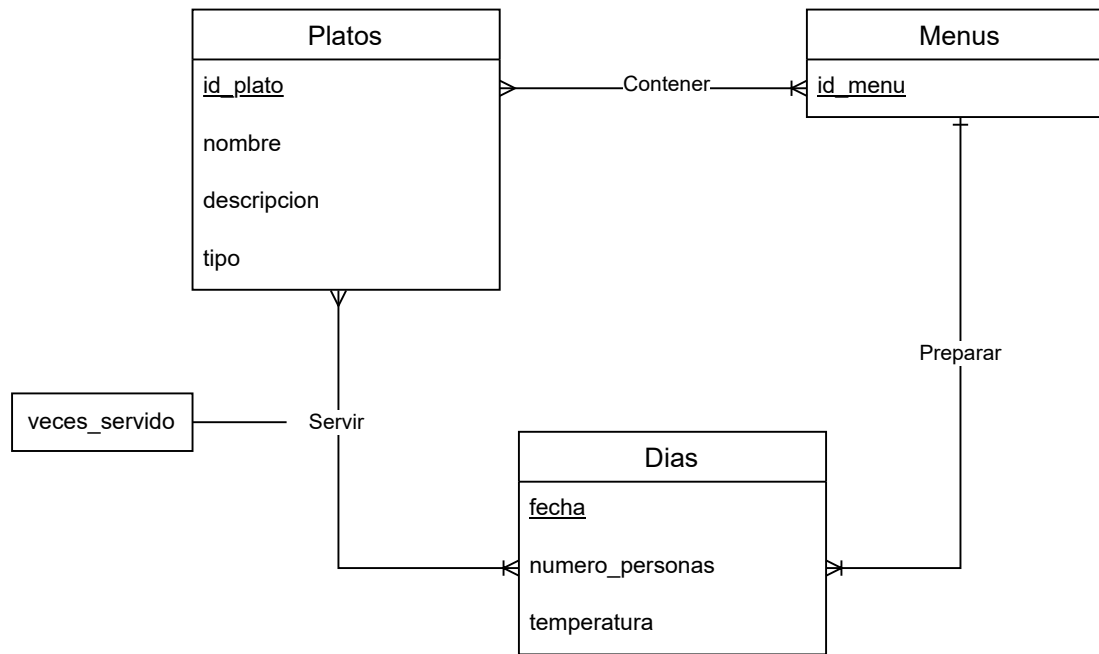 Platos
id_plato
nombre
descripcion
tipo
Contener
Menus
id_menu
Preparar
veces_servido
Servir
Dias
fecha
numero_personas
temperatura